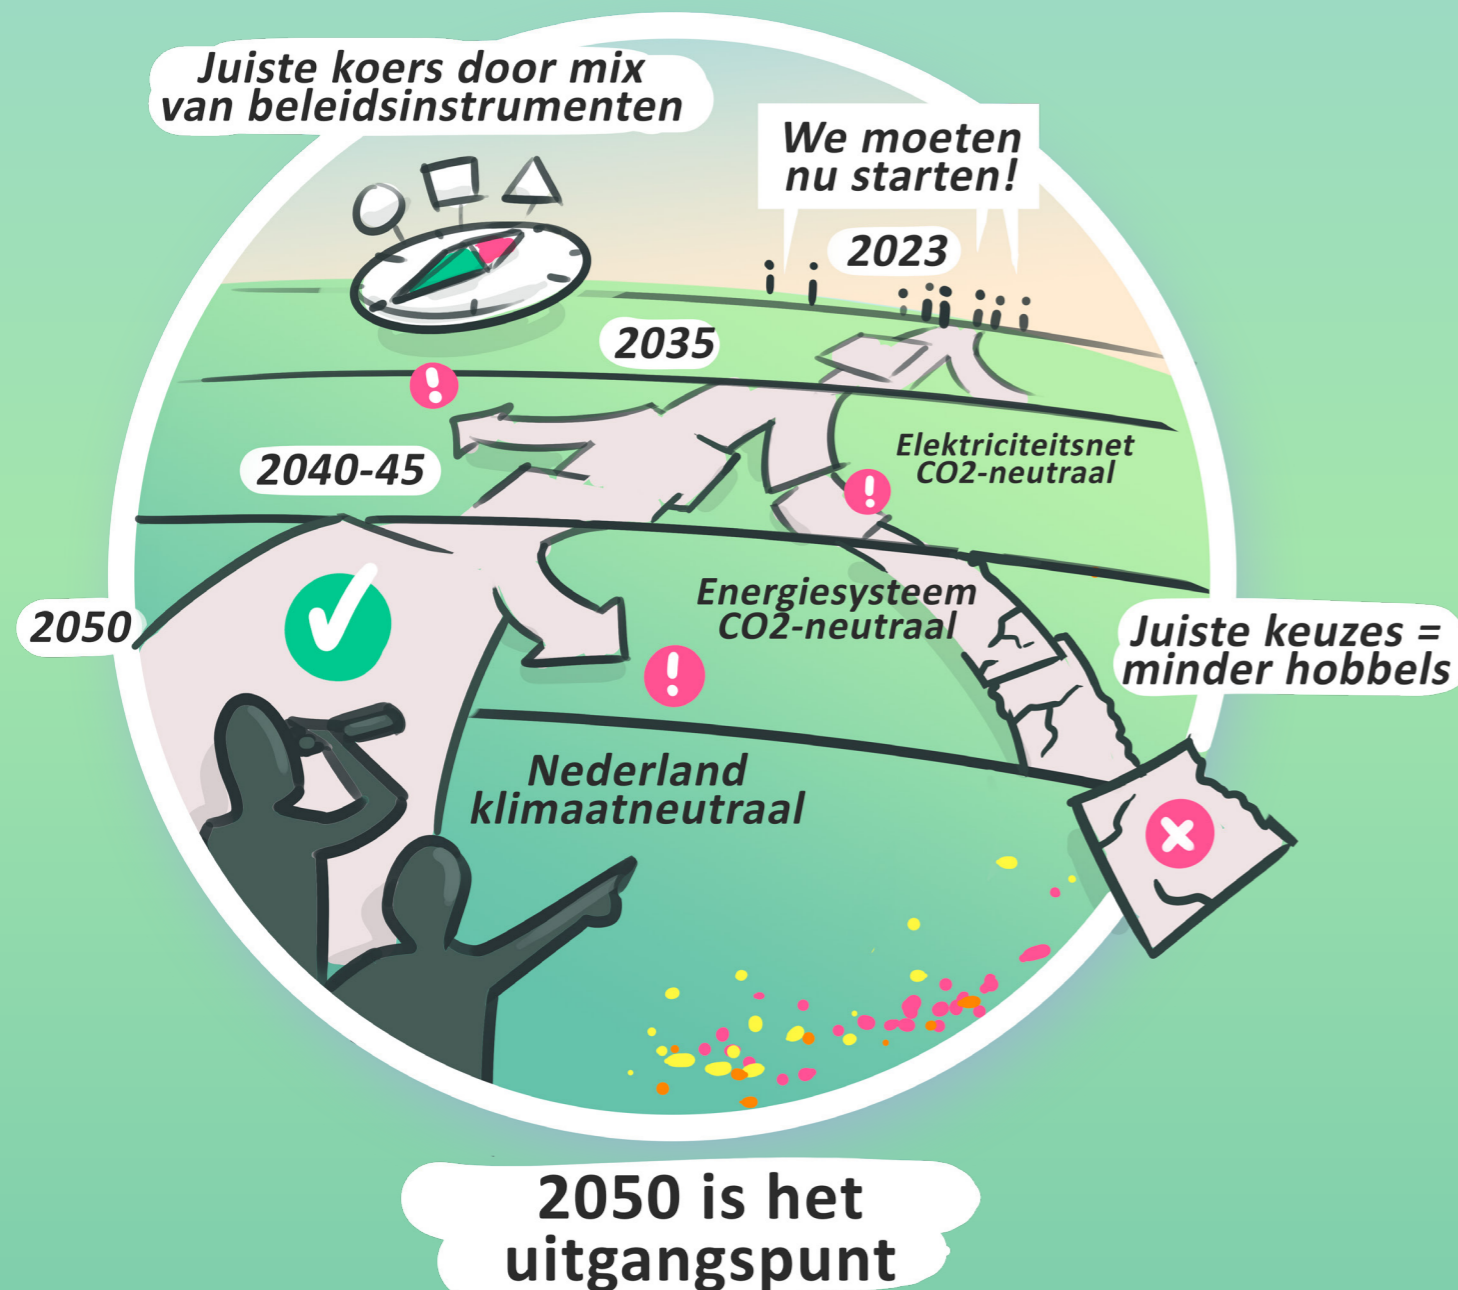 Juiste koers door mix
van beleidsinstrumenten
We moeten
nu starten!
2023
2035
Elektriciteitsnet
CO2-neutraal
2040-45
Energiesysteem
CO2-neutraal
2050
Juiste keuzes =
minder hobbels
Nederland
klimaatneutraal
2050 is het
uitgangspunt